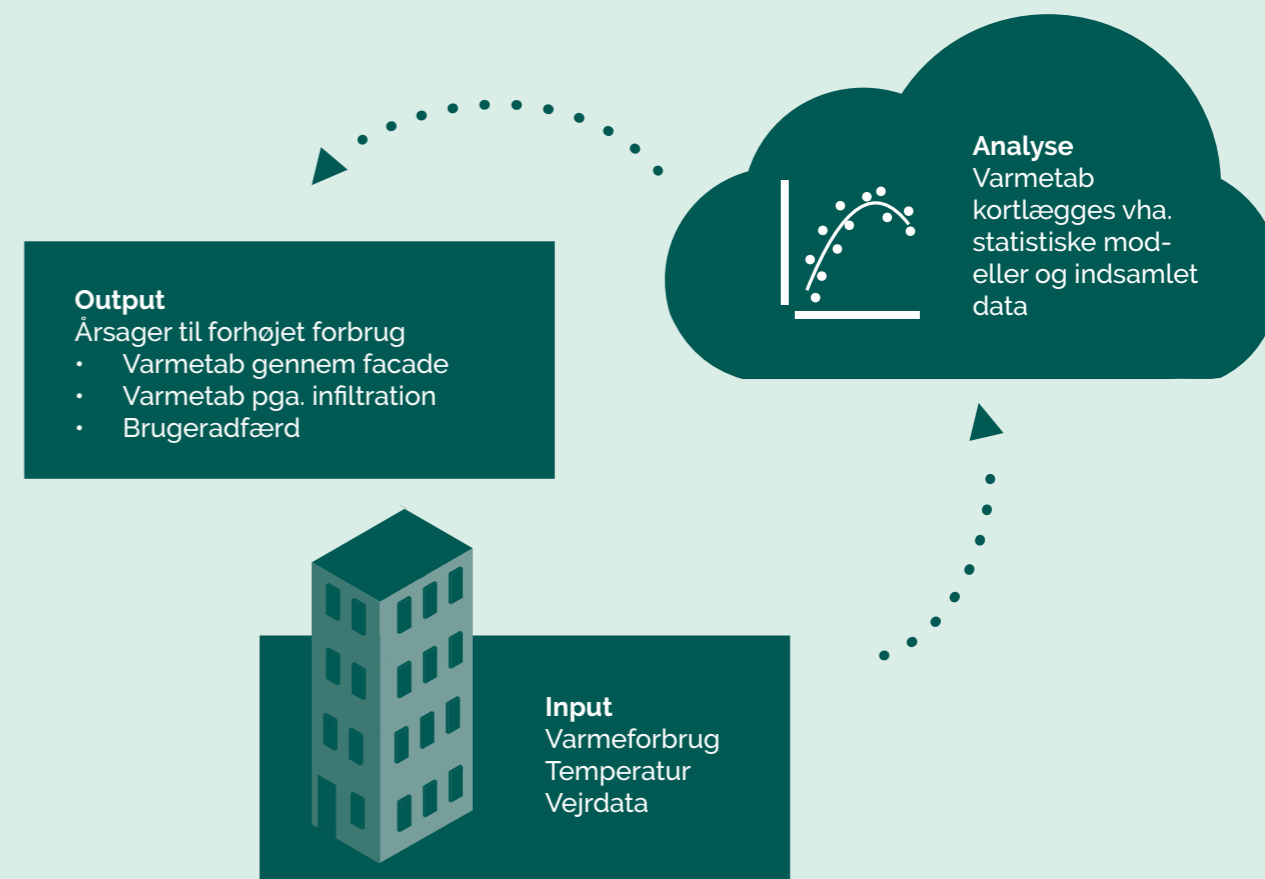 Analyse
Varmetab
kortlægges vha.
statistiske mod-
eller og indsamlet
data
Output
Årsager til forhøjet forbrug
• Varmetab gennem facade
• Varmetab pga. infiltration
• Brugeradfærd
Input
Varmeforbrug
Temperatur
Vejrdata